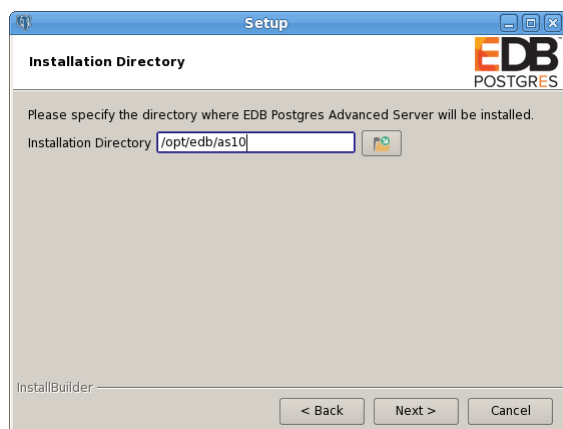 Setup
Installation Directory
EDB
POSTGRES
Please specify the directory where EDB Postgres Advanced Server will be installed.
Installation Directory /opt/edb/as10
InstallBuilder
< Back Next > Cancel